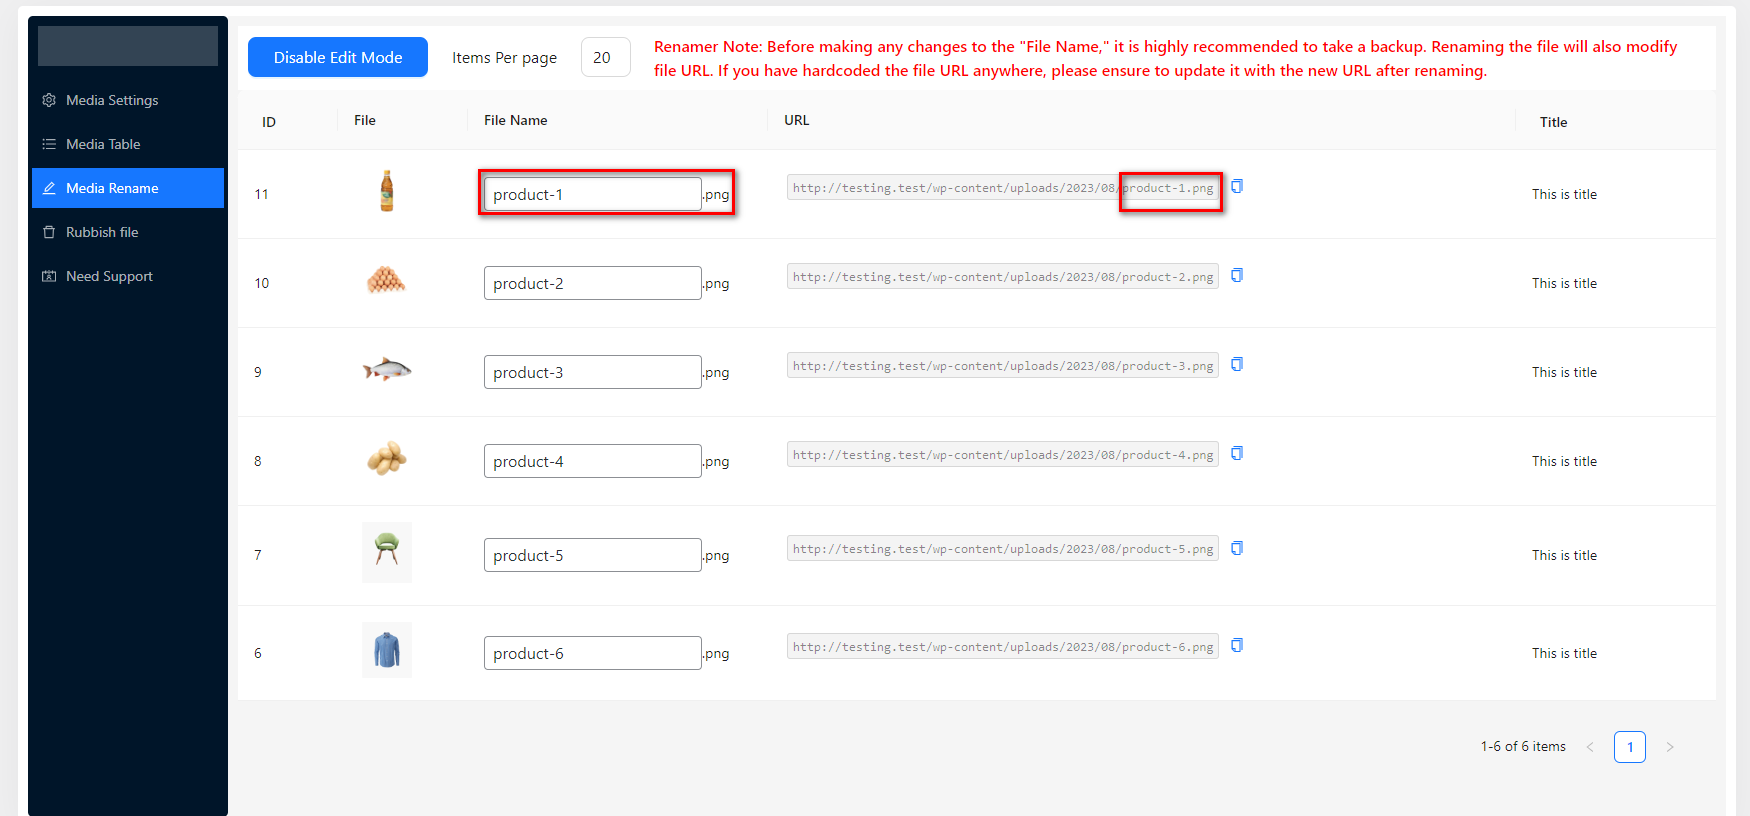 Disable Edit Mode
Items Per page
20
Renamer Note: Before making any changes to the "File Name," it is highly recommended to take a backup. Renaming the file will also modify
file URL. If you have hardcoded the file URL anywhere, please ensure to update it with the new URL after renaming.
Media Settings
Media Table
Media Rename
Rubbish file
Need Support
ID File File Name URL Title
11 product-1 .png http://testing.test/wp-content/uploads/2023/08/product-1.png This is title
10 product-2 .png http://testing.test/wp-content/uploads/2023/08/product-2.png This is title
9 product-3 .png http://testing.test/wp-content/uploads/2023/08/product-3.png This is title
8 product-4 .png http://testing.test/wp-content/uploads/2023/08/product-4.png This is title
7 product-5 .png http://testing.test/wp-content/uploads/2023/08/product-5.png This is title
6 product-6 .png http://testing.test/wp-content/uploads/2023/08/product-6.png This is title
1-6 of 6 items < 1 >